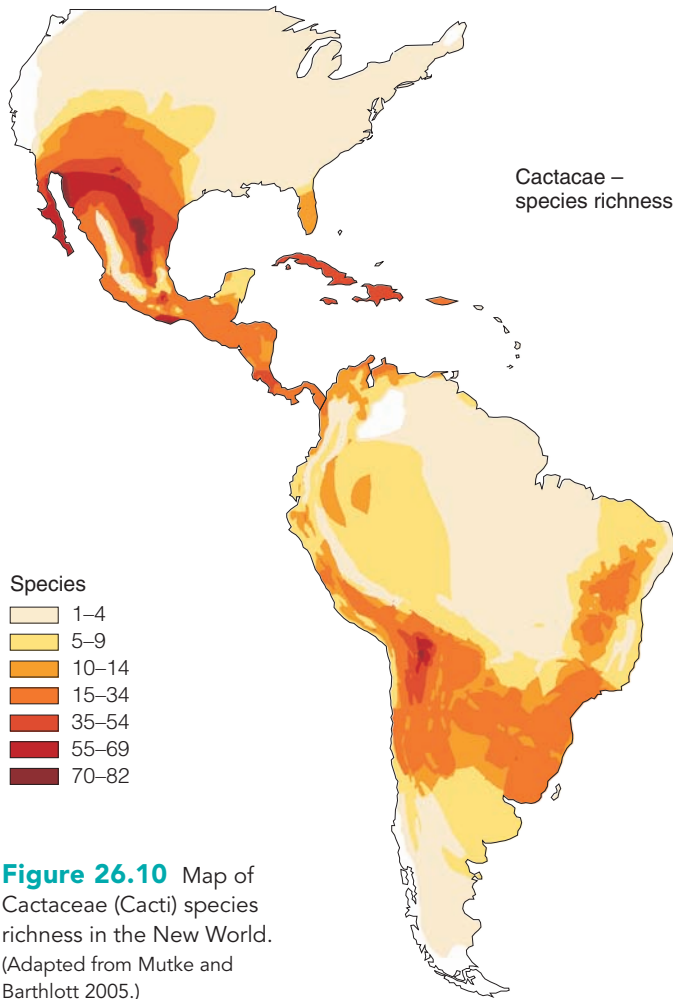 Cactacae –
species richness
Species
1–4
5–9
10–14
15–34
35–54
55–69
70–82
Figure 26.10 Map of
Cactaceae (Cacti) species
richness in the New World.
(Adapted from Mutke and
Barthlott 2005.)